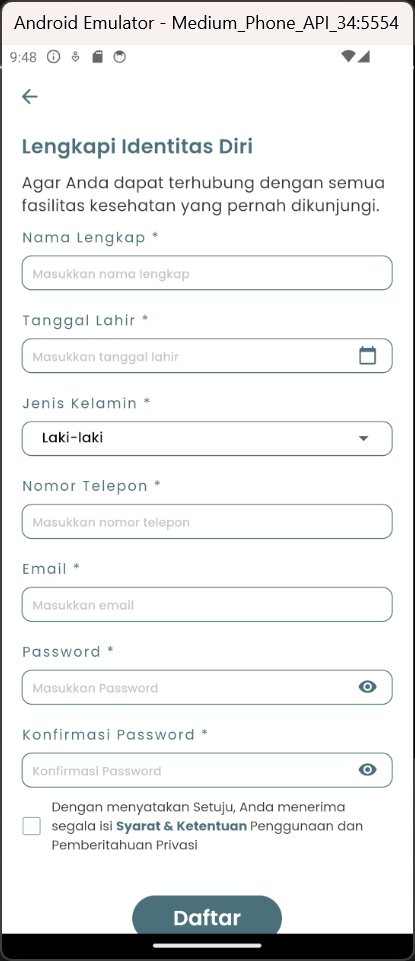 Android Emulator - Medium_Phone_API_34:5554
9:48
Lengkapi Identitas Diri
Agar Anda dapat terhubung dengan semua
fasilitas kesehatan yang pernah dikunjungi.
Nama Lengkap *
Masukkan nama lengkap
Tanggal Lahir *
Masukkan tanggal lahir
Jenis Kelamin *
Laki-laki
Nomor Telepon *
Masukkan nomor telepon
Email *
Masukkan email
Password *
Masukkan Password
Konfirmasi Password *
Konfirmasi Password
Dengan menyatakan Setuju, Anda menerima
segala isi Syarat & Ketentuan Penggunaan dan
Pemberitahuan Privasi
Daftar